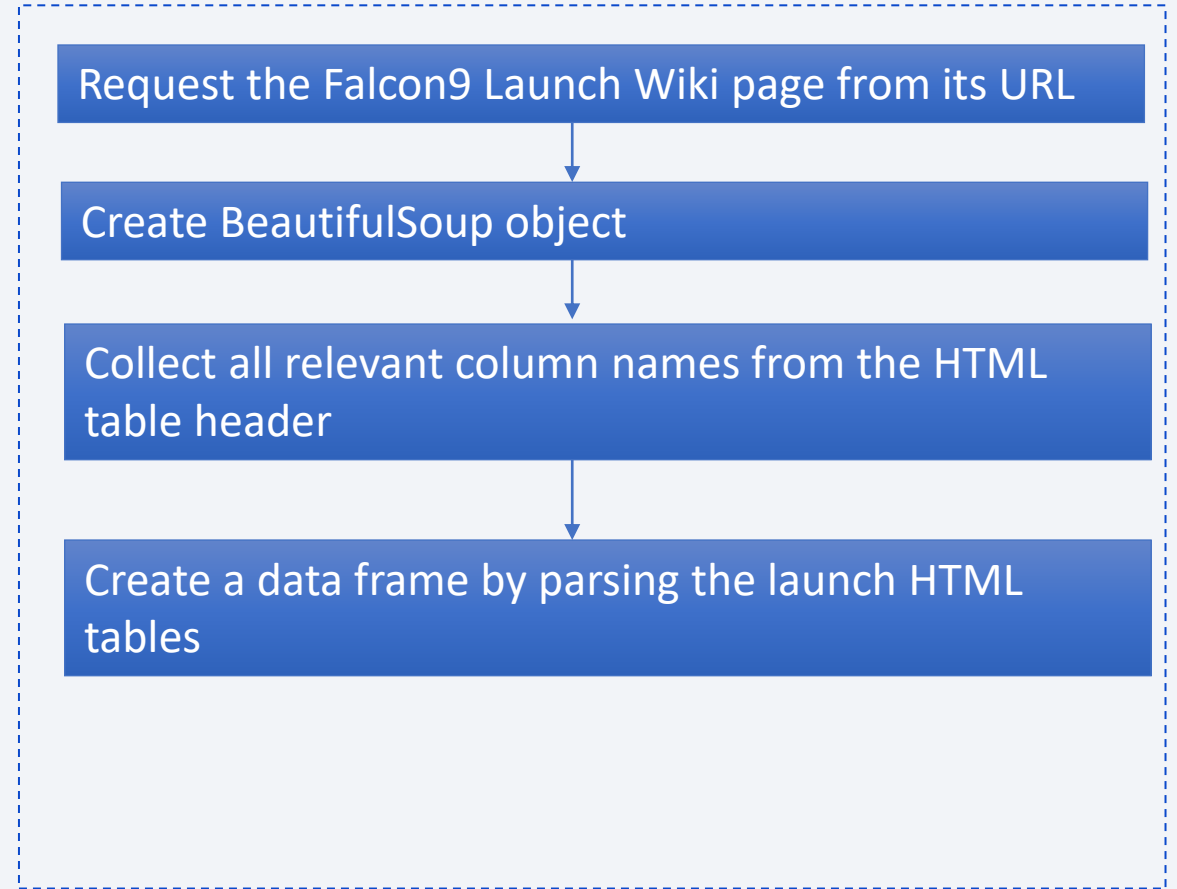 Request the Falcon9 Launch Wiki page from its URL
Create BeautifulSoup object
Collect all relevant column names from the HTML
table header
Create a data frame by parsing the launch HTML
tables